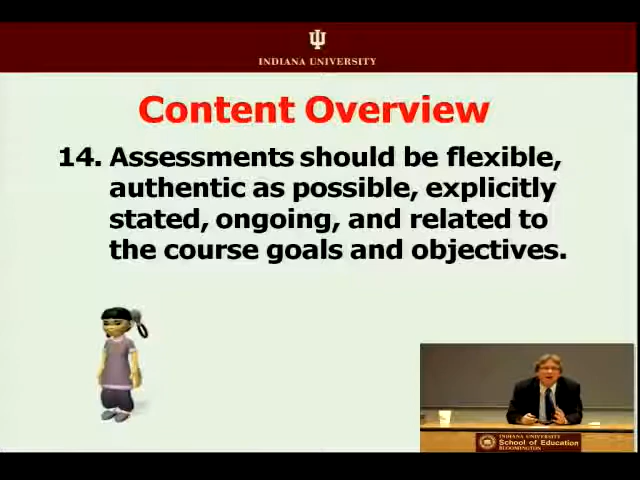 INDIANA UNIVERSITY
Content Overview
14. Assessments should be flexible,
authentic as possible, explicitly
stated, ongoing, and related to
the course goals and objectives.
INDIANA UNIVERSITY
School of Education
BLOOMINGTON